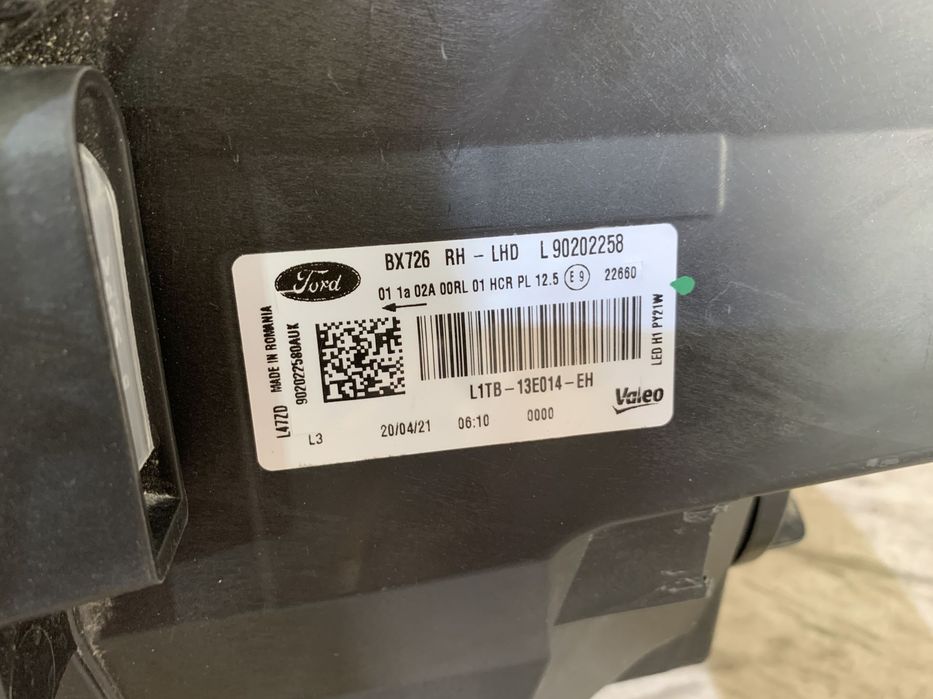 BX726 RH - LHD L 90202258
Ford
01 1a 02A 00RL 01 HCR PL 12.5 E9 22660
L1TB-13E014-EH
Valeo
L3 20/04/21 06:10 0000
L47ZD MADE IN ROMANIA
902022580AUK
LED H1 PY21W